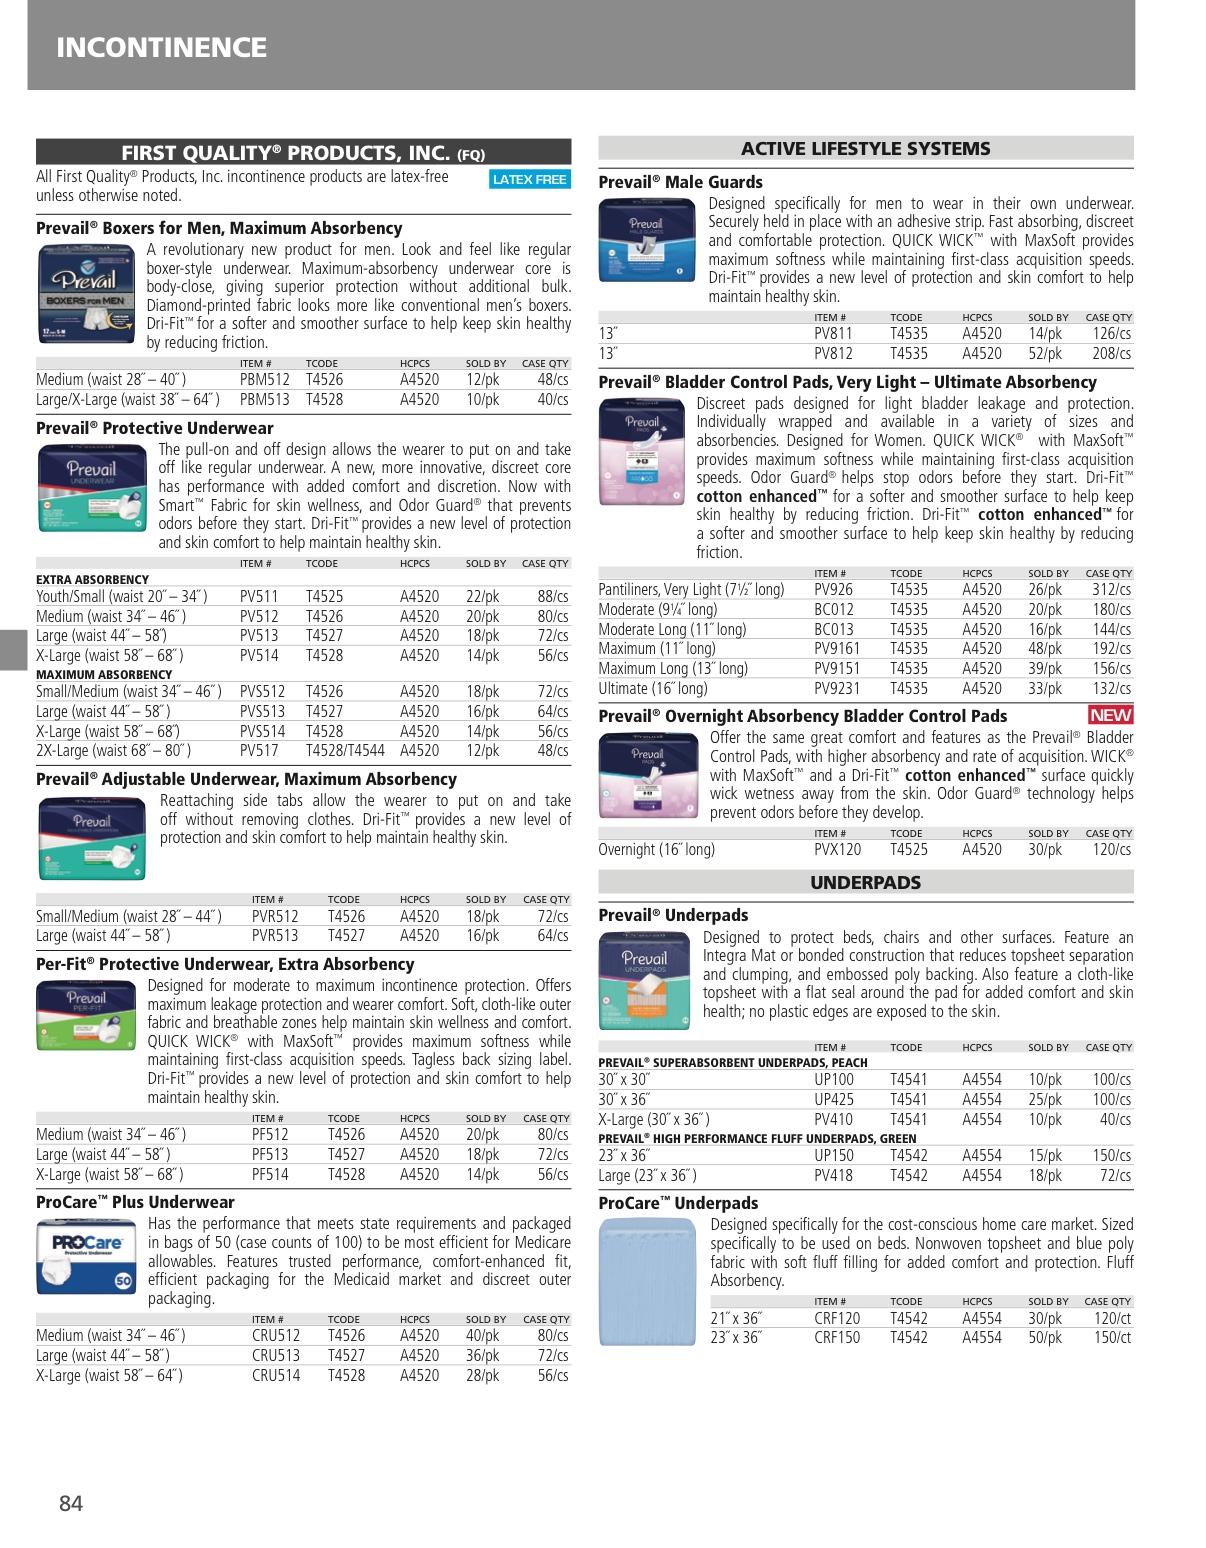 INCONTINENCE
FIRST QUALITY® PRODUCTS, INC. (FQ)
All First Quality® Products, Inc. incontinence products are latex-free
unless otherwise noted.
LATEX FREE
Prevail® Boxers for Men, Maximum Absorbency
A revolutionary new product for men. Look and feel like regular
boxer-style underwear. Maximum-absorbency underwear core is
body-close, giving superior protection without additional bulk.
Diamond-printed fabric looks more like conventional men's boxers.
Dri-Fit™ for a softer and smoother surface to help keep skin healthy
by reducing friction.
Prevail
BOXERS FOR MEN
ITEM # TCODE HCPCS SOLD BY CASE QTY
Medium (waist 28˝ – 40˝) PBM512 T4526 A4520 12/pk 48/cs
Large/X-Large (waist 38˝ – 64˝) PBM513 T4528 A4520 10/pk 40/cs
Prevail® Protective Underwear
The pull-on and off design allows the wearer to put on and take
off like regular underwear. A new, more innovative, discreet core
has performance with added comfort and discretion. Now with
Smart™ Fabric for skin wellness, and Odor Guard® that prevents
odors before they start. Dri-Fit™ provides a new level of protection
and skin comfort to help maintain healthy skin.
Prevail
UNDERWEAR
ITEM # TCODE HCPCS SOLD BY CASE QTY
EXTRA ABSORBENCY
Youth/Small (waist 20˝ – 34˝) PV511 T4525 A4520 22/pk 88/cs
Medium (waist 34˝ – 46˝) PV512 T4526 A4520 20/pk 80/cs
Large (waist 44˝ – 58˝) PV513 T4527 A4520 18/pk 72/cs
X-Large (waist 58˝ – 68˝) PV514 T4528 A4520 14/pk 56/cs
MAXIMUM ABSORBENCY
Small/Medium (waist 34˝ – 46˝) PVS512 T4526 A4520 18/pk 72/cs
Large (waist 44˝ – 58˝) PVS513 T4527 A4520 16/pk 64/cs
X-Large (waist 58˝ – 68˝) PVS514 T4528 A4520 14/pk 56/cs
2X-Large (waist 68˝ – 80˝) PV517 T4528/T4544 A4520 12/pk 48/cs
Prevail® Adjustable Underwear, Maximum Absorbency
Reattaching side tabs allow the wearer to put on and take
off without removing clothes. Dri-Fit™ provides a new level of
protection and skin comfort to help maintain healthy skin.
Prevail
ITEM # TCODE HCPCS SOLD BY CASE QTY
Small/Medium (waist 28˝ – 44˝) PVR512 T4526 A4520 18/pk 72/cs
Large (waist 44˝ – 58˝) PVR513 T4527 A4520 16/pk 64/cs
Per-Fit® Protective Underwear, Extra Absorbency
Designed for moderate to maximum incontinence protection. Offers
maximum leakage protection and wearer comfort. Soft, cloth-like outer
fabric and breathable zones help maintain skin wellness and comfort.
QUICK WICK® with MaxSoft™ provides maximum softness while
maintaining first-class acquisition speeds. Tagless back sizing label.
Dri-Fit™ provides a new level of protection and skin comfort to help
maintain healthy skin.
Prevail
PER-FIT
ITEM # TCODE HCPCS SOLD BY CASE QTY
Medium (waist 34˝ – 46˝) PF512 T4526 A4520 20/pk 80/cs
Large (waist 44˝ – 58˝) PF513 T4527 A4520 18/pk 72/cs
X-Large (waist 58˝ – 68˝) PF514 T4528 A4520 14/pk 56/cs
ProCare™ Plus Underwear
Has the performance that meets state requirements and packaged
in bags of 50 (case counts of 100) to be most efficient for Medicare
allowables. Features trusted performance, comfort-enhanced fit,
efficient packaging for the Medicaid market and discreet outer
packaging.
PROCare
Protective Underwear
50
ITEM # TCODE HCPCS SOLD BY CASE QTY
Medium (waist 34˝ – 46˝) CRU512 T4526 A4520 40/pk 80/cs
Large (waist 44˝ – 58˝) CRU513 T4527 A4520 36/pk 72/cs
X-Large (waist 58˝ – 64˝) CRU514 T4528 A4520 28/pk 56/cs
ACTIVE LIFESTYLE SYSTEMS
Prevail® Male Guards
Designed specifically for men to wear in their own underwear.
Securely held in place with an adhesive strip. Fast absorbing, discreet
and comfortable protection. QUICK WICK™ with MaxSoft provides
maximum softness while maintaining first-class acquisition speeds.
Dri-Fit™ provides a new level of protection and skin comfort to help
maintain healthy skin.
Prevail
MALE GUARDS
ITEM # TCODE HCPCS SOLD BY CASE QTY
13˝ PV811 T4535 A4520 14/pk 126/cs
13˝ PV812 T4535 A4520 52/pk 208/cs
Prevail® Bladder Control Pads, Very Light – Ultimate Absorbency
Discreet pads designed for light bladder leakage and protection.
Individually wrapped and available in a variety of sizes and
absorbencies. Designed for Women. QUICK WICK® with MaxSoft™
provides maximum softness while maintaining first-class acquisition
speeds. Odor Guard® helps stop odors before they start. Dri-Fit™
cotton enhanced™ for a softer and smoother surface to help keep
skin healthy by reducing friction. Dri-Fit™ cotton enhanced™ for
a softer and smoother surface to help keep skin healthy by reducing
friction.
Prevail
PADS
ITEM # TCODE HCPCS SOLD BY CASE QTY
Pantiliners, Very Light (7½˝ long) PV926 T4535 A4520 26/pk 312/cs
Moderate (9¼˝ long) BC012 T4535 A4520 20/pk 180/cs
Moderate Long (11˝ long) BC013 T4535 A4520 16/pk 144/cs
Maximum (11˝ long) PV9161 T4535 A4520 48/pk 192/cs
Maximum Long (13˝ long) PV9151 T4535 A4520 39/pk 156/cs
Ultimate (16˝ long) PV9231 T4535 A4520 33/pk 132/cs
Prevail® Overnight Absorbency Bladder Control Pads
NEW
Offer the same great comfort and features as the Prevail® Bladder
Control Pads, with higher absorbency and rate of acquisition. WICK®
with MaxSoft™ and a Dri-Fit™ cotton enhanced™ surface quickly
wick wetness away from the skin. Odor Guard® technology helps
prevent odors before they develop.
Prevail
PADS
ITEM # TCODE HCPCS SOLD BY CASE QTY
Overnight (16˝ long) PVX120 T4525 A4520 30/pk 120/cs
UNDERPADS
Prevail® Underpads
Designed to protect beds, chairs and other surfaces. Feature an
Integra Mat or bonded construction that reduces topsheet separation
and clumping, and embossed poly backing. Also feature a cloth-like
topsheet with a flat seal around the pad for added comfort and skin
health; no plastic edges are exposed to the skin.
Prevail
UNDERPADS
ITEM # TCODE HCPCS SOLD BY CASE QTY
PREVAIL® SUPERABSORBENT UNDERPADS, PEACH
30˝ x 30˝ UP100 T4541 A4554 10/pk 100/cs
30˝ x 36˝ UP425 T4541 A4554 25/pk 100/cs
X-Large (30˝ x 36˝) PV410 T4541 A4554 10/pk 40/cs
PREVAIL® HIGH PERFORMANCE FLUFF UNDERPADS, GREEN
23˝ x 36˝ UP150 T4542 A4554 15/pk 150/cs
Large (23˝ x 36˝) PV418 T4542 A4554 18/pk 72/cs
ProCare™ Underpads
Designed specifically for the cost-conscious home care market. Sized
specifically to be used on beds. Nonwoven topsheet and blue poly
fabric with soft fluff filling for added comfort and protection. Fluff
Absorbency.
ITEM # TCODE HCPCS SOLD BY CASE QTY
21˝ x 36˝ CRF120 T4542 A4554 30/pk 120/ct
23˝ x 36˝ CRF150 T4542 A4554 50/pk 150/ct
84